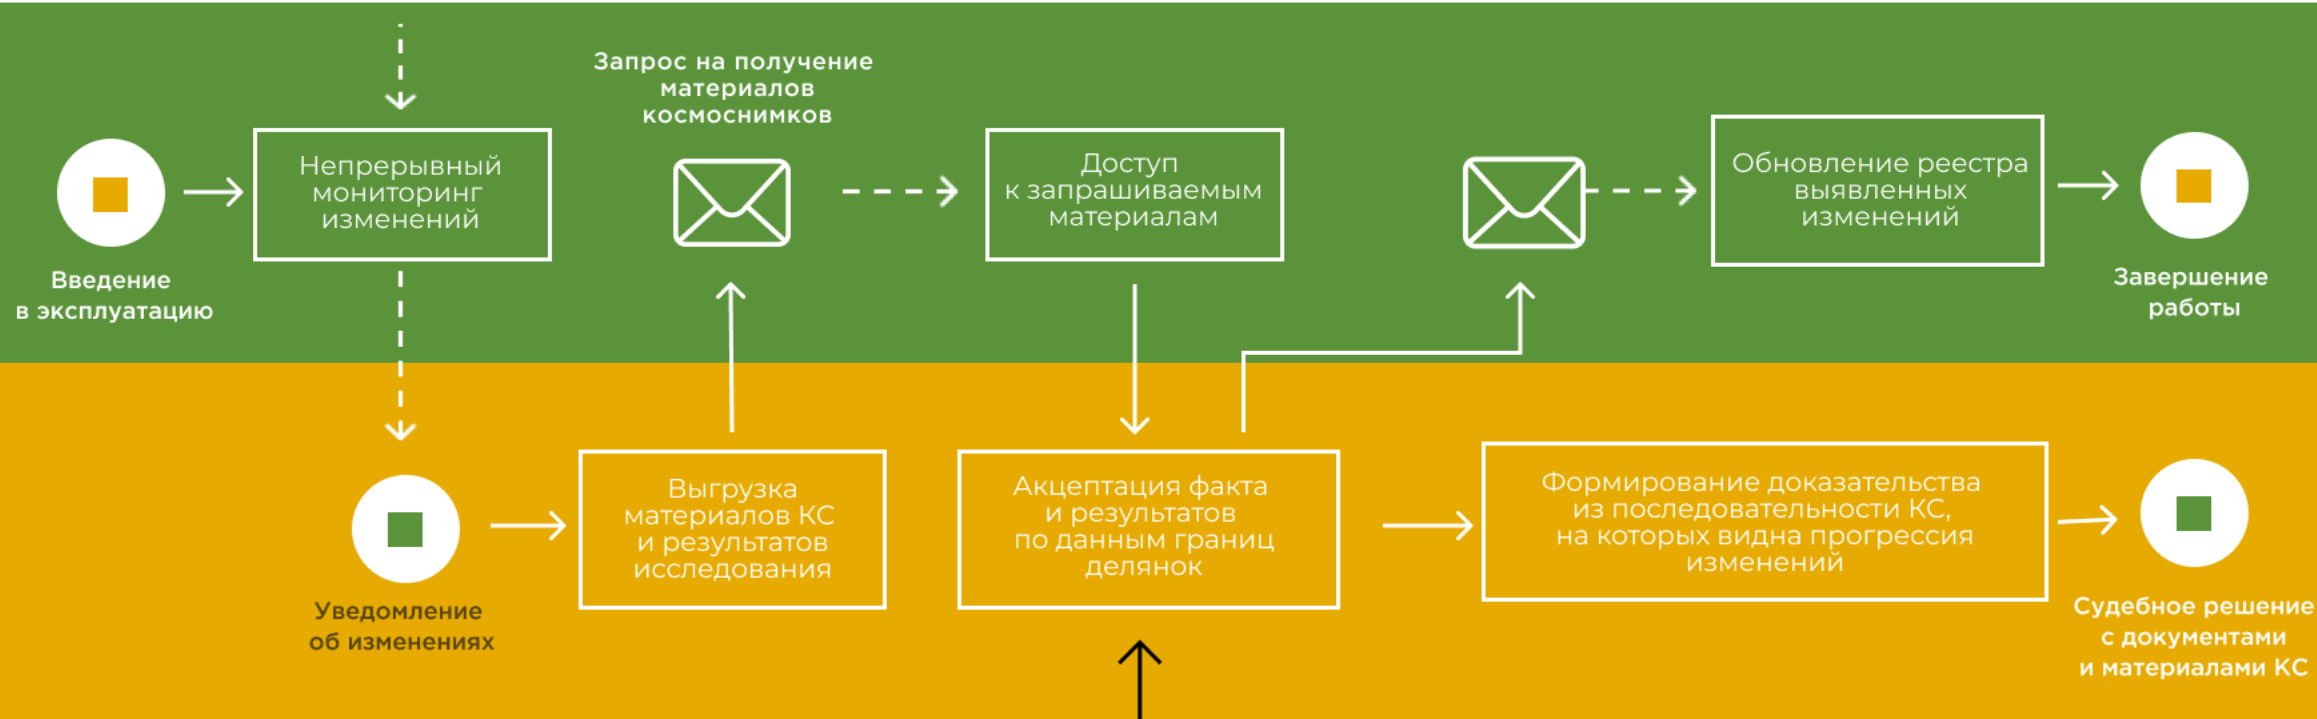 Запрос на получение
материалов
космоснимков
Непрерывный
мониторинг
изменений
Доступ
к запрашиваемым
материалам
Обновление реестра
выявленных
изменений
Введение
в эксплуатацию
Завершение
работы
Выгрузка
материалов КС
и результатов
исследования
Акцептация факта
и результатов
по данным границ
делянок
Формирование доказательства
из последовательности КС,
на которых видна прогрессия
изменений
Уведомление
об изменениях
Судебное решение
с документами
и материалами КС